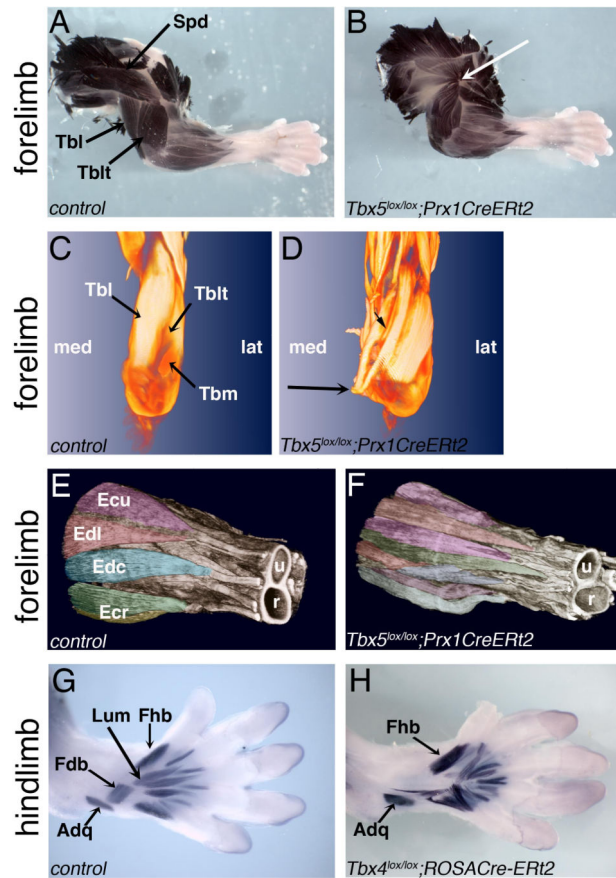 forelimb
A
Spd
Tbl
Tblt
control
B
Tbx5lox/lox;Prx1CreERt2
forelimb
C
Tbl
Tblt
med
lat
Tbm
control
D
med
lat
Tbx5lox/lox;Prx1CreERt2
forelimb
E
Ecu
Edl
Edc
Ecr
u
r
control
F
u
r
Tbx5lox/lox;Prx1CreERt2
hindlimb
G
Lum
Fhb
Fdb
Adq
control
H
Fhb
Adq
Tbx4lox/lox;ROSACre-ERt2